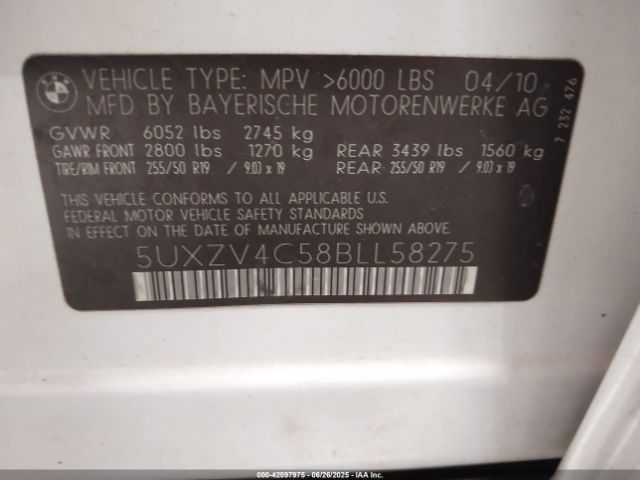 BMW
VEHICLE TYPE: MPV >6000 LBS 04/10
MFD BY BAYERISCHE MOTORENWERKE AG
GVWR 6052 lbs 2745 kg
GAWR FRONT 2800 lbs 1270 kg REAR 3439 lbs 1560 kg
TIRE/RIM FRONT 255/50 R19 / 9.0J x 19 REAR 255/50 R19 / 9.0J x 19
THIS VEHICLE CONFORMS TO ALL APPLICABLE U.S.
FEDERAL MOTOR VEHICLE SAFETY STANDARDS
IN EFFECT ON THE DATE OF MANUFACTURE SHOWN ABOVE.
5UXZV4C58BLL58275
7 232 476
000-42597975 | 06/26/2025 | IAA Inc.